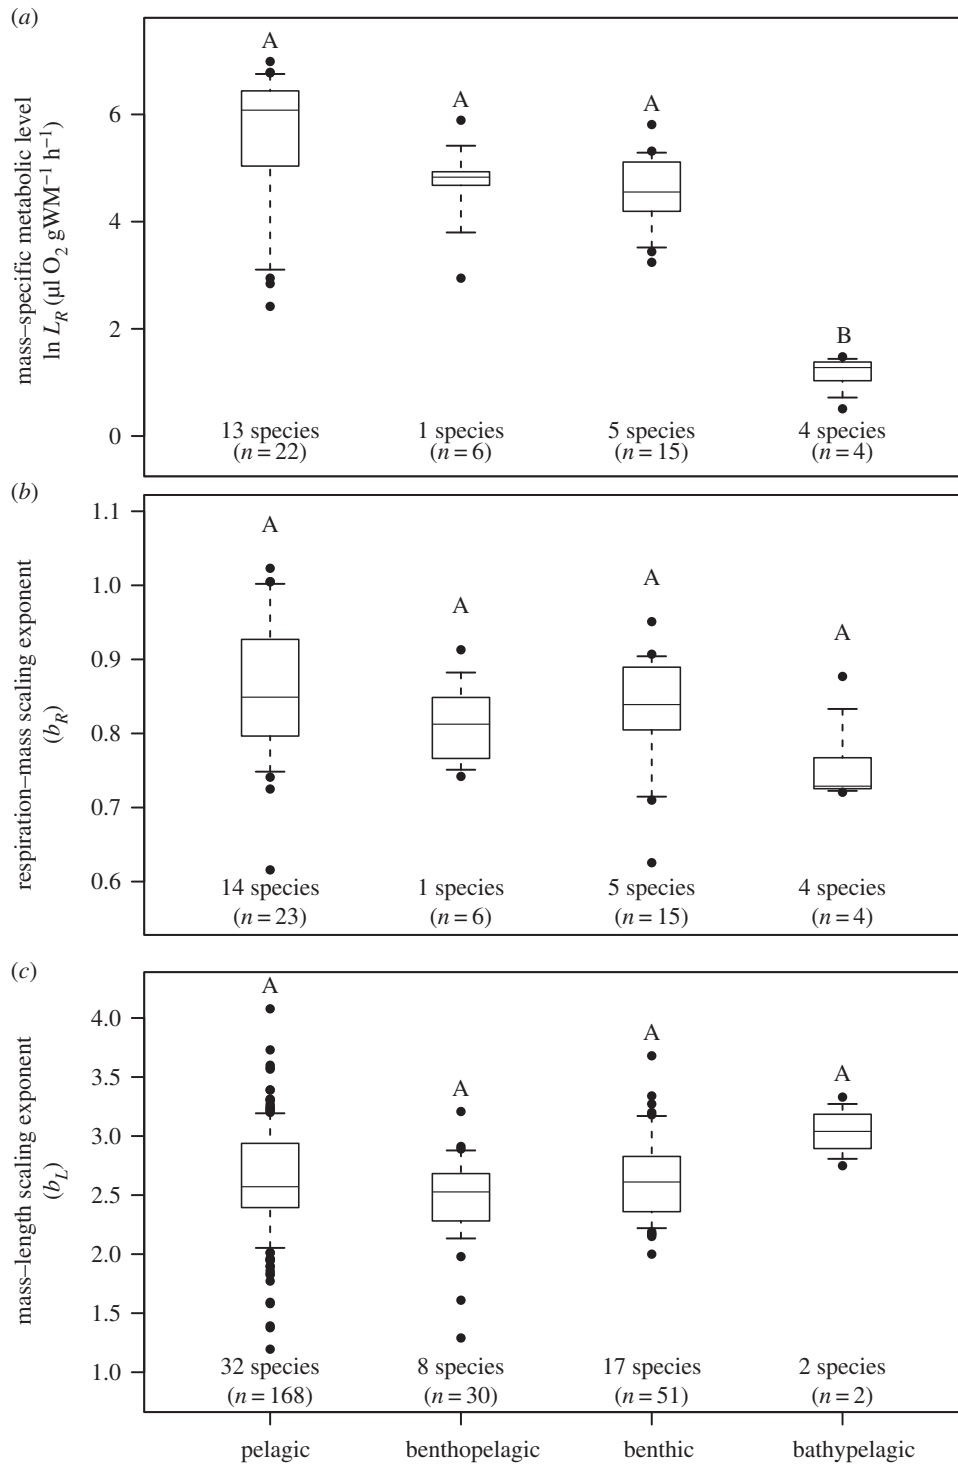 (a)
mass–specific metabolic level
ln L_R (µl O₂ gWM⁻¹ h⁻¹)
6
4
2
0
A
A
A
B
13 species
(n = 22)
1 species
(n = 6)
5 species
(n = 15)
4 species
(n = 4)
(b)
respiration–mass scaling exponent
(b_R)
1.1
1.0
0.9
0.8
0.7
0.6
A
A
A
A
14 species
(n = 23)
1 species
(n = 6)
5 species
(n = 15)
4 species
(n = 4)
(c)
mass–length scaling exponent
(b_L)
4.0
3.5
3.0
2.5
2.0
1.5
1.0
A
A
A
A
32 species
(n = 168)
8 species
(n = 30)
17 species
(n = 51)
2 species
(n = 2)
pelagic
benthopelagic
benthic
bathypelagic